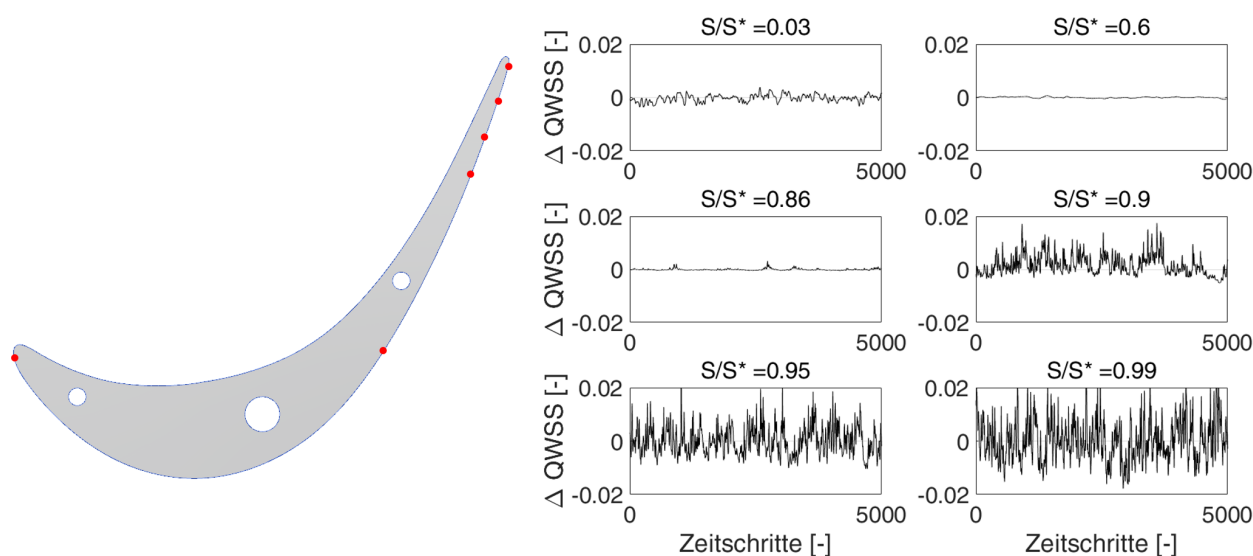 S/S* =0.03
S/S* =0.6
△ QWSS [-]
0.02
0
-0.02
0
5000
0.02
0
-0.02
0
5000
S/S* =0.86
S/S* =0.9
△ QWSS [-]
0.02
0
-0.02
0
5000
0.02
0
-0.02
0
5000
S/S* =0.95
S/S* =0.99
△ QWSS [-]
0.02
0
-0.02
0
5000
Zeitschritte [-]
0.02
0
-0.02
0
5000
Zeitschritte [-]